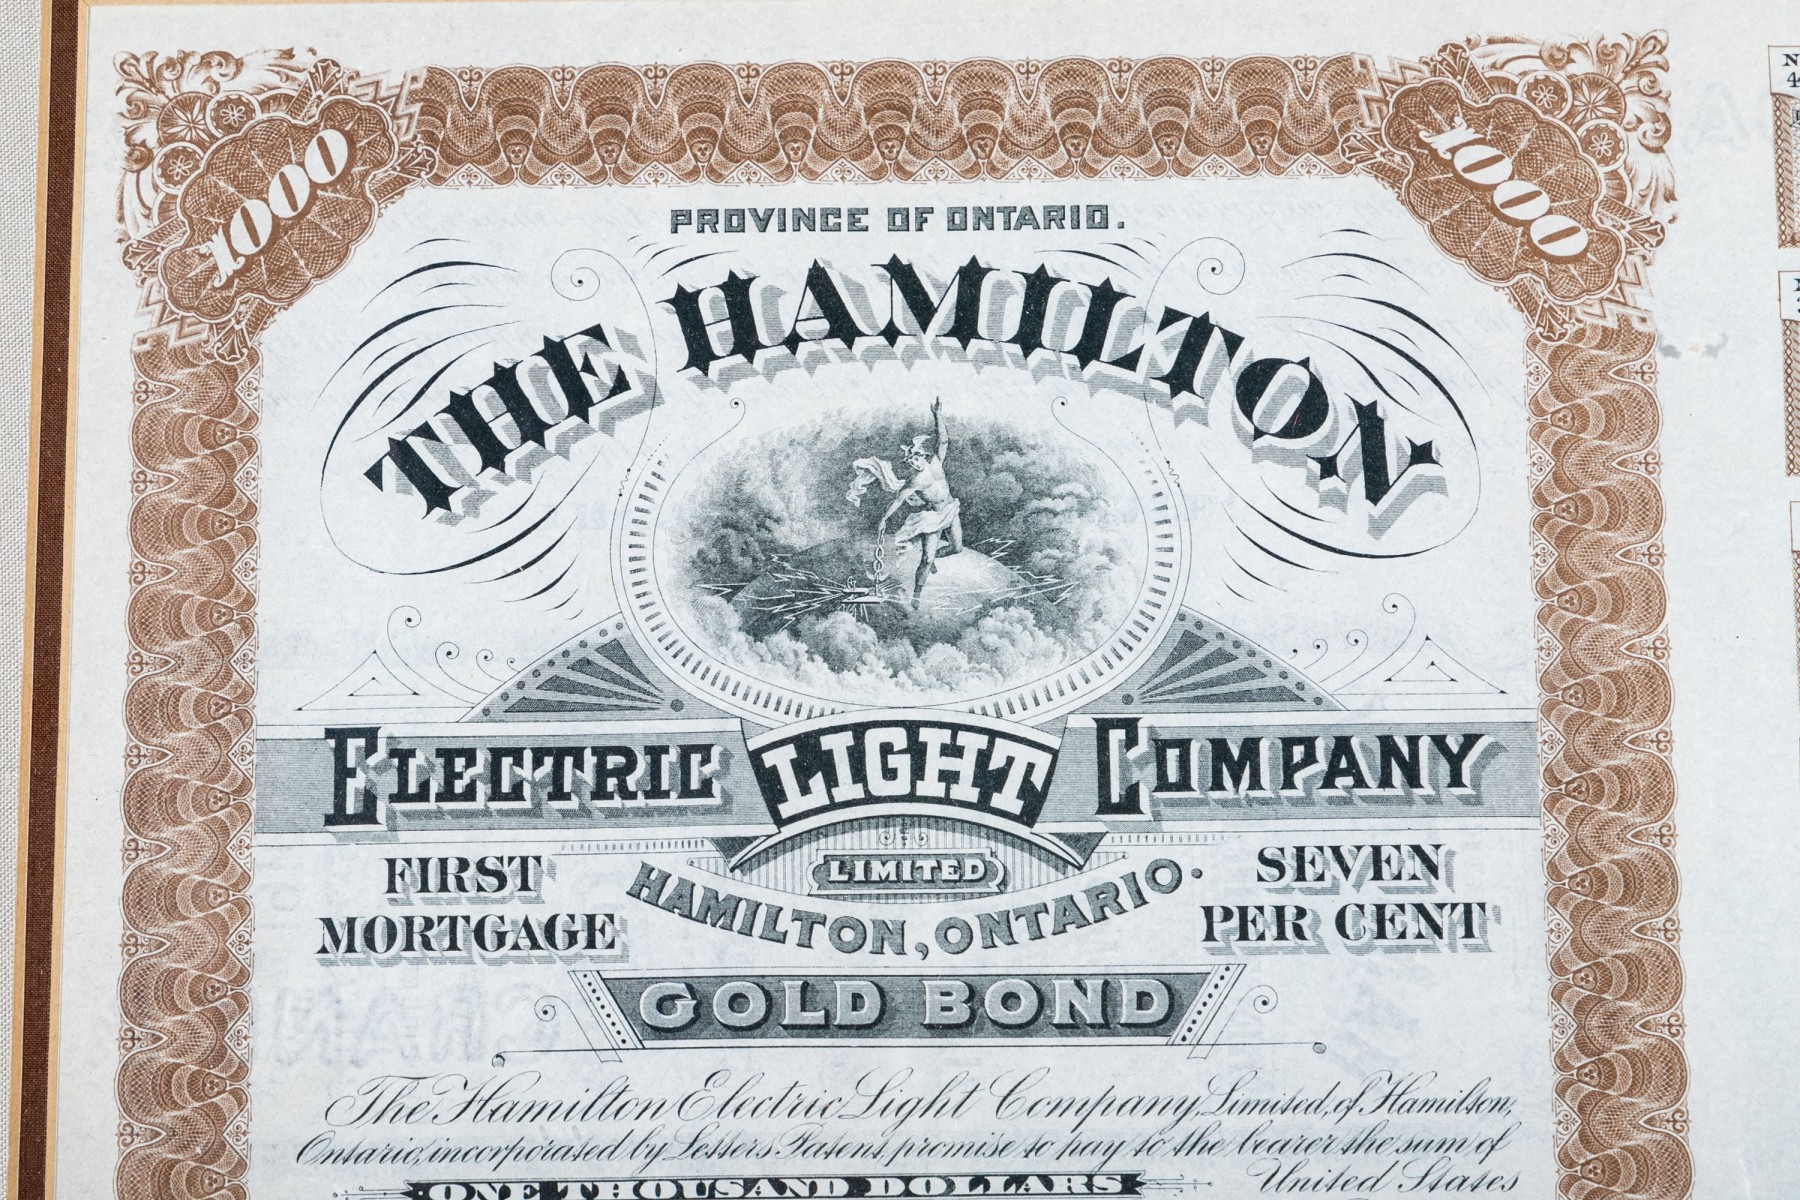 1000
1000
PROVINCE OF ONTARIO.
THE HAMILTON
ELECTRIC LIGHT COMPANY
LIMITED
HAMILTON, ONTARIO.
FIRST
MORTGAGE
SEVEN
PER CENT
GOLD BOND
The Hamilton Electric Light Company, Limited, of Hamilton,
Ontario, incorporated by Letters Patent, promise to pay to the bearer the sum of
ONE THOUSAND DOLLARS United States